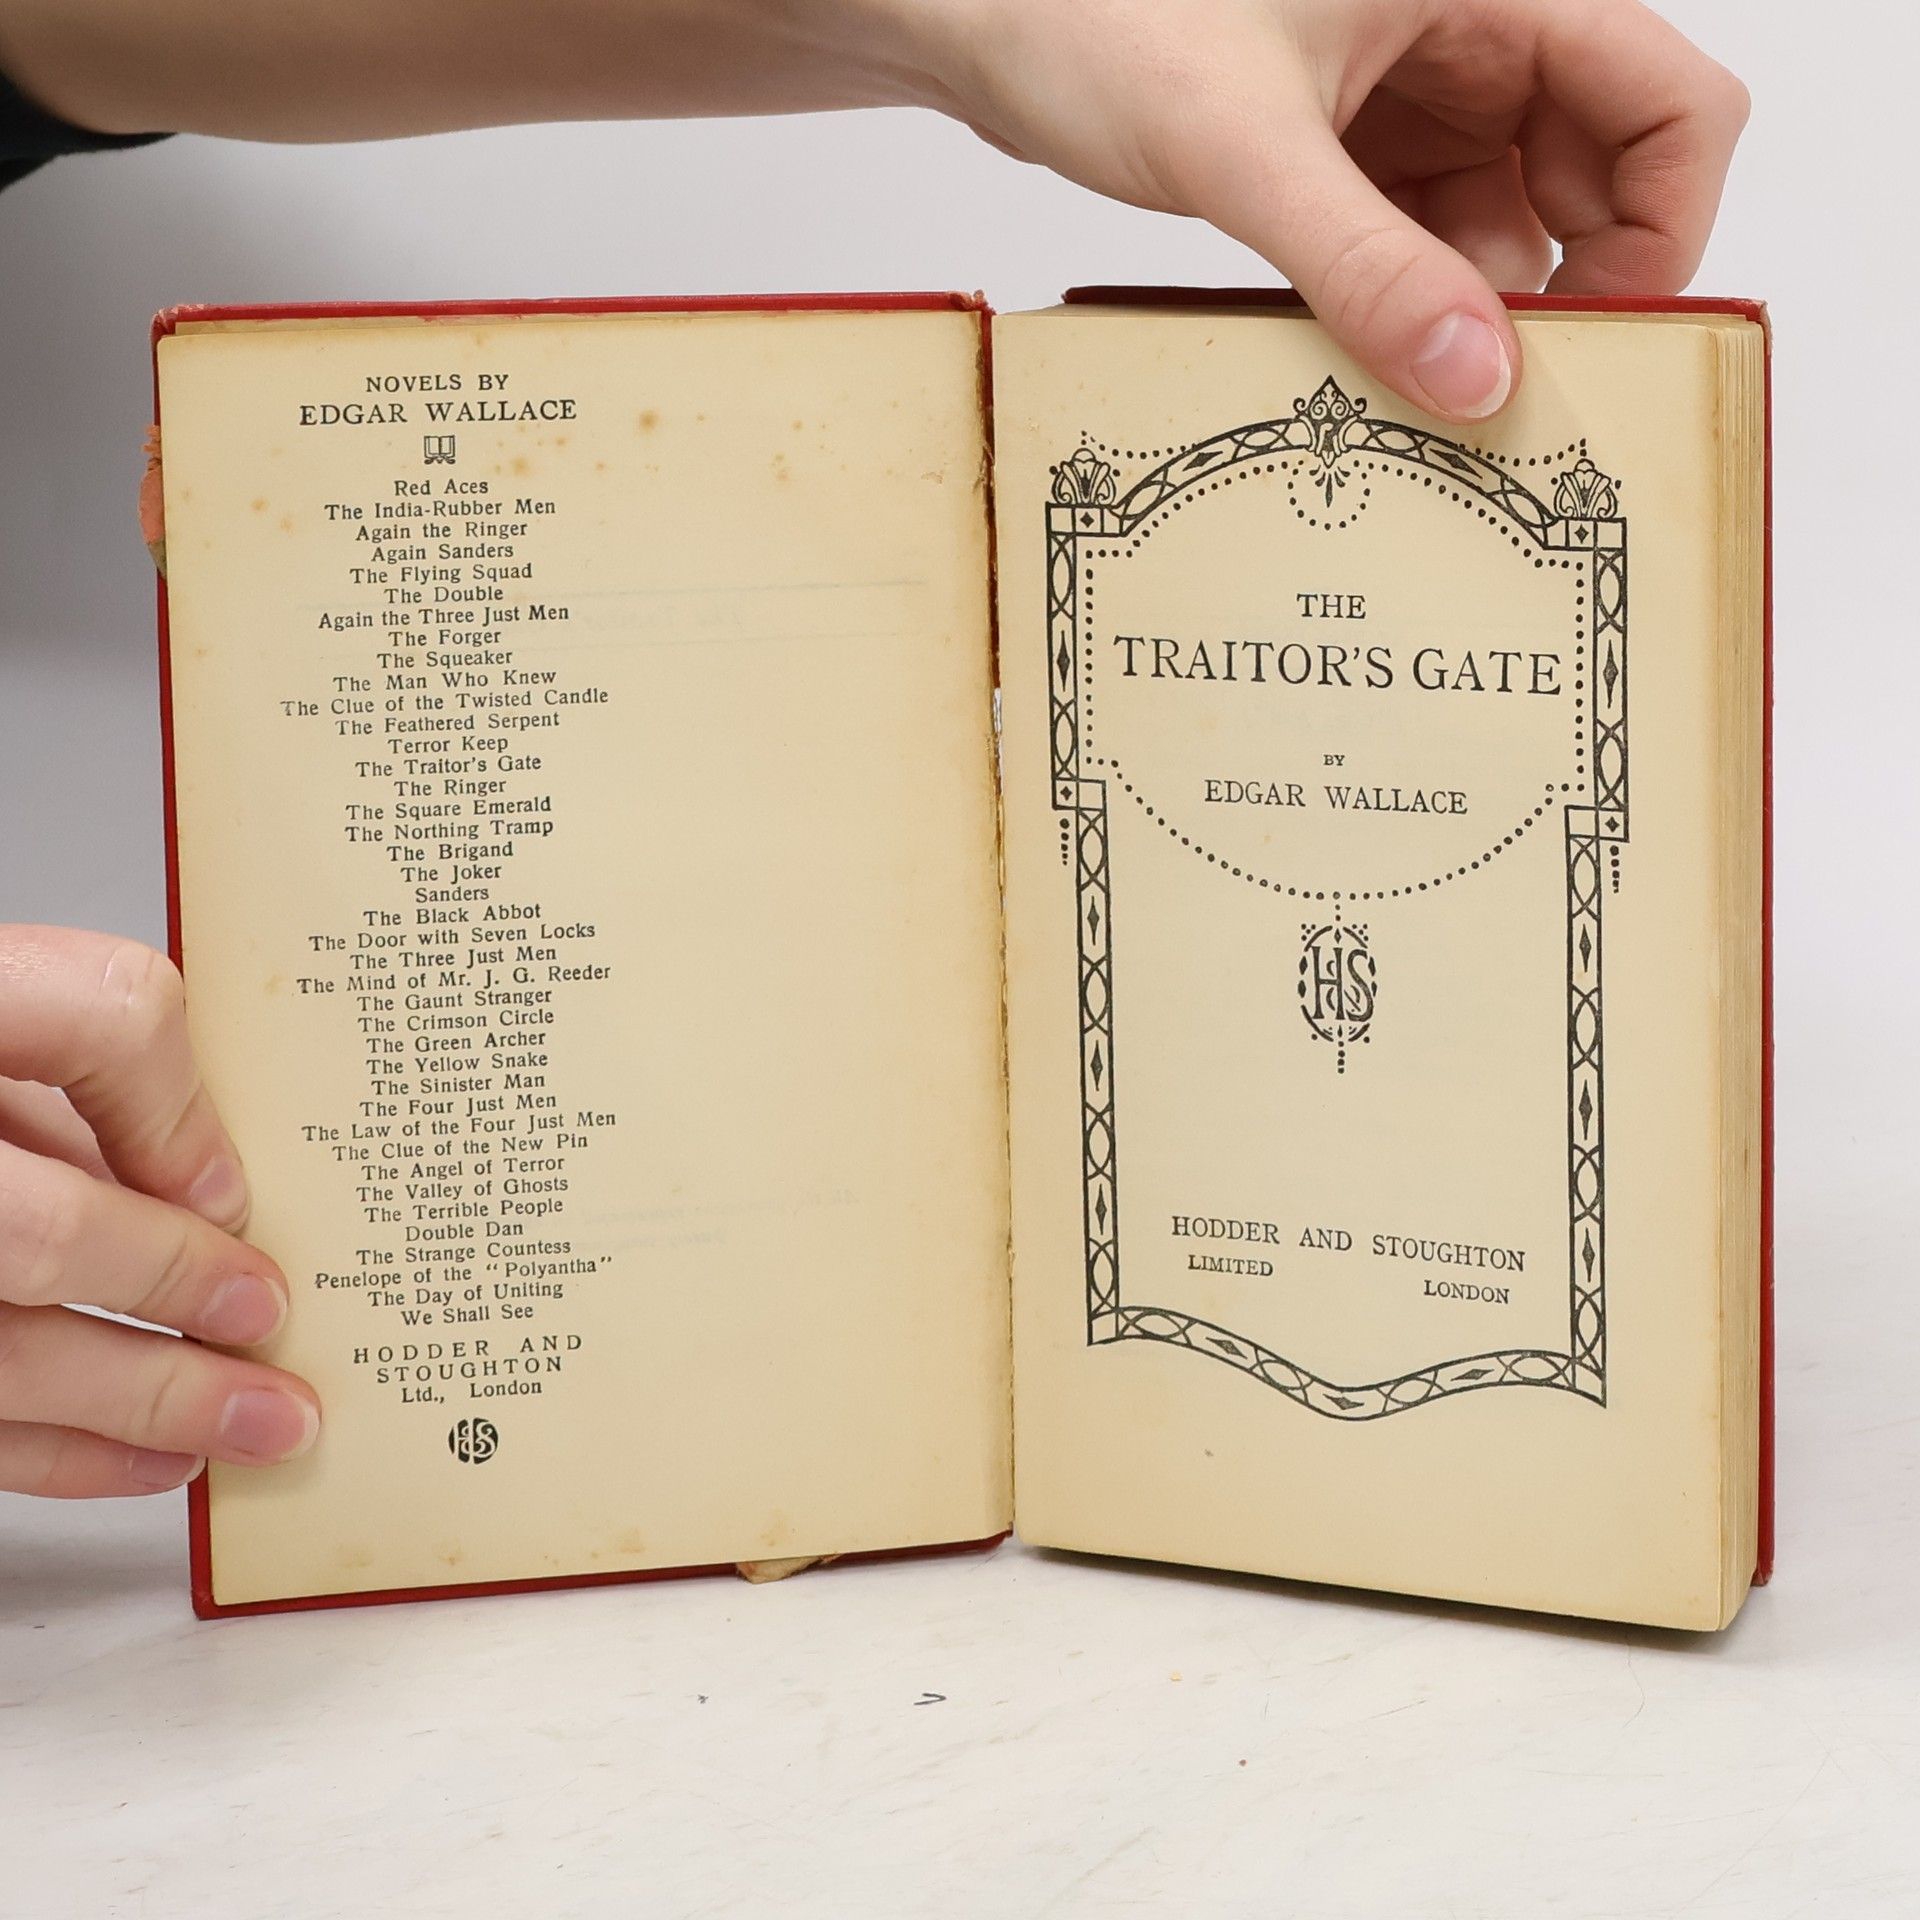 NOVELS BY
EDGAR WALLACE
Red Aces
The India-Rubber Men
Again the Ringer
Again Sanders
The Flying Squad
The Double
Again the Three Just Men
The Forger
The Squeaker
The Man Who Knew
The Clue of the Twisted Candle
The Feathered Serpent
Terror Keep
The Traitor's Gate
The Ringer
The Square Emerald
The Northing Tramp
The Brigand
The Joker
Sanders
The Black Abbot
The Door with Seven Locks
The Three Just Men
The Mind of Mr. J. G. Reeder
The Gaunt Stranger
The Crimson Circle
The Green Archer
The Yellow Snake
The Sinister Man
The Four Just Men
The Law of the Four Just Men
The Clue of the New Pin
The Angel of Terror
The Valley of Ghosts
The Terrible People
Double Dan
The Strange Countess
Penelope of the "Polyantha"
The Day of Uniting
We Shall See
HODDER AND
STOUGHTON
Ltd., London
H&S
THE
TRAITOR'S GATE
BY
EDGAR WALLACE
H&S
HODDER AND STOUGHTON
LIMITED LONDON